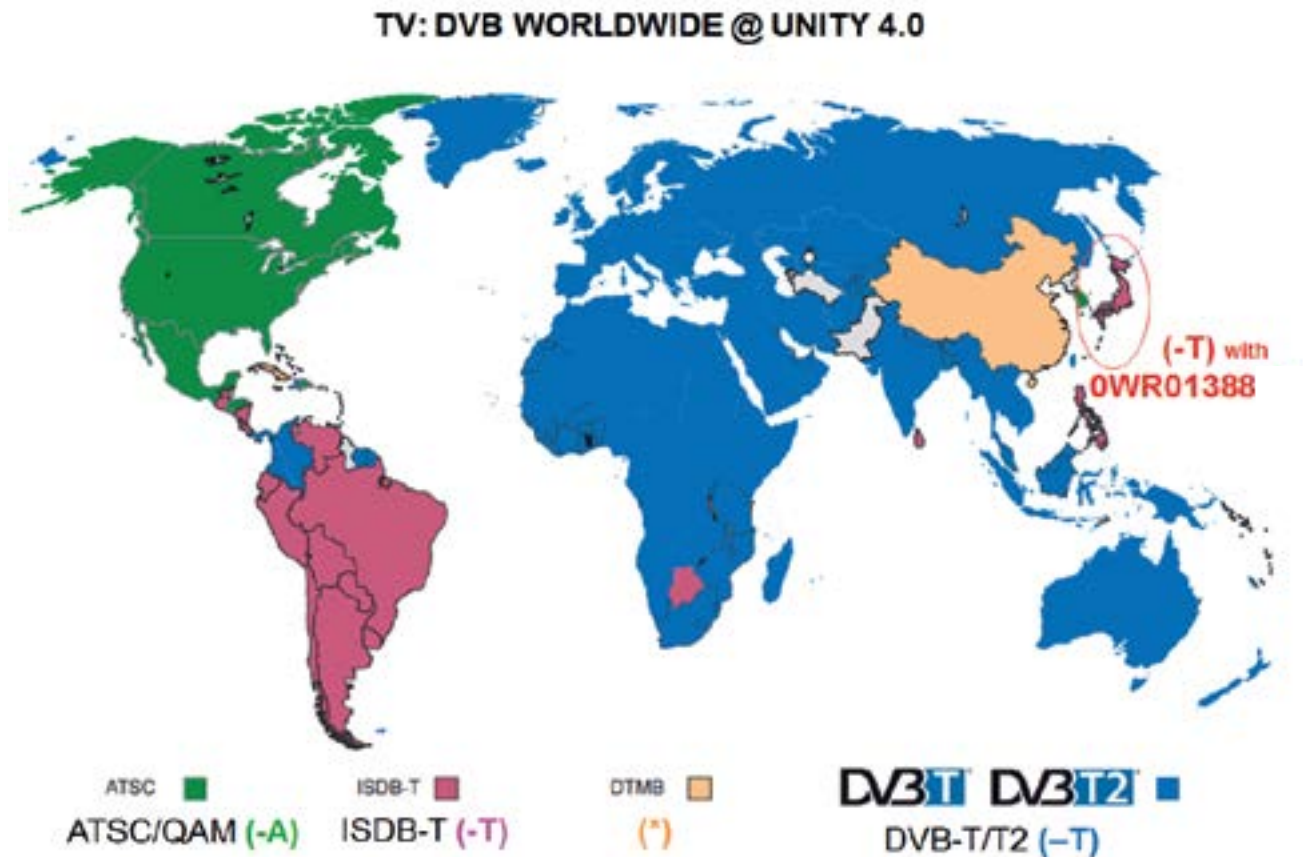 TV: DVB WORLDWIDE @ UNITY 4.0
(-T) with
0WR01388
ATSC
ISDB-T
DTMB
DVB T DVB T2
ATSC/QAM (-A)
ISDB-T (-T)
(*)
DVB-T/T2 (–T)